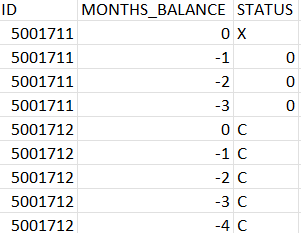 ID MONTHS_BALANCE STATUS
5001711 0 X
5001711 -1 0
5001711 -2 0
5001711 -3 0
5001712 0 C
5001712 -1 C
5001712 -2 C
5001712 -3 C
5001712 -4 C